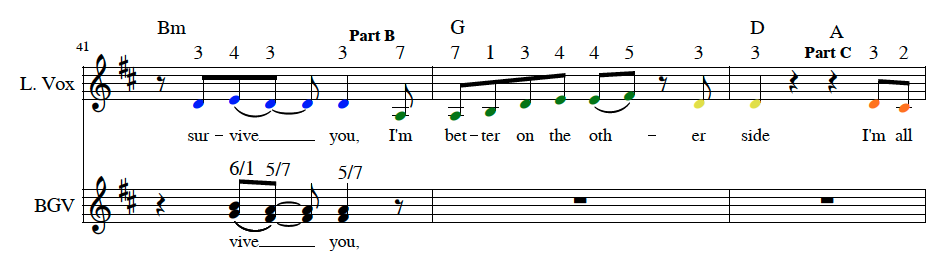 Bm G D A
Part B Part C
41 3 4 3 3 7 7 1 3 4 4 5 3 3 3 2
L. Vox
sur – vive you, I'm bet – ter on the oth – er side I'm all
6/1 5/7 5/7
BGV
vive you,